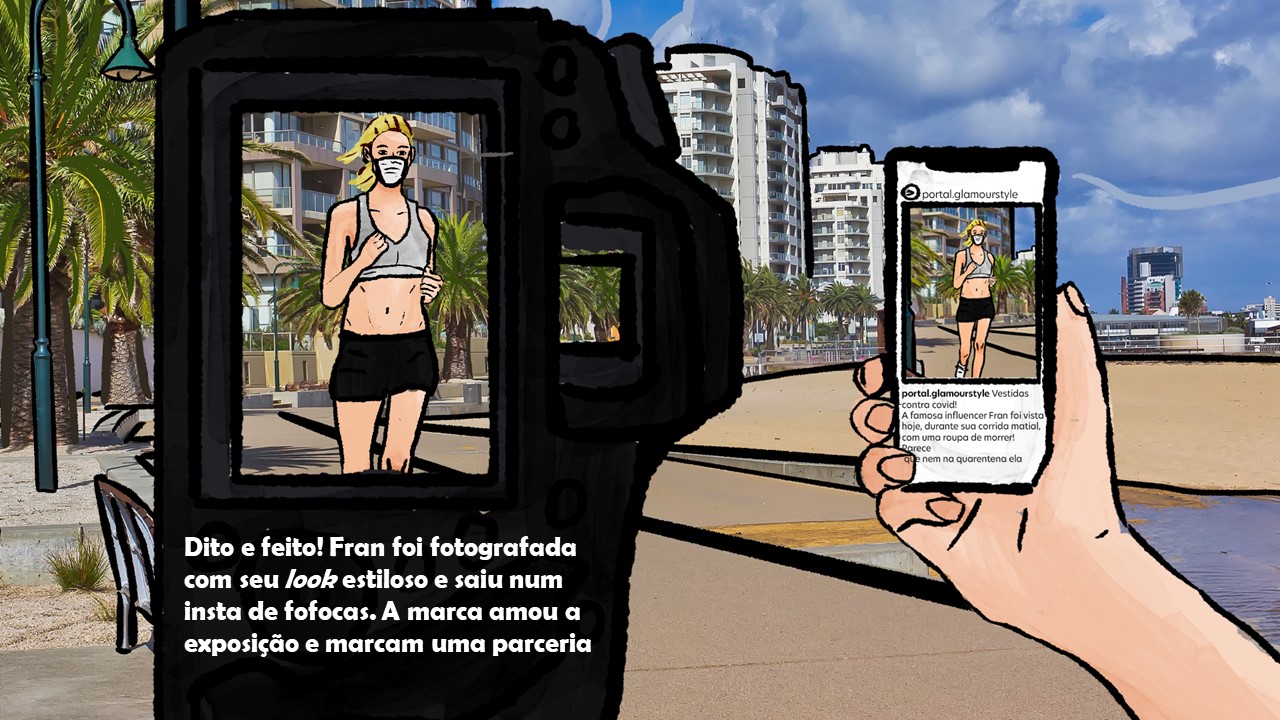 Dito e feito! Fran foi fotografada
com seu look estiloso e saiu num
insta de fofocas. A marca amou a
exposição e marcam uma parceria
portal.glamourstyle
portal.glamourstyle Vestidas
contra covid!
A famosa influencer Fran foi vista
hoje, durante sua corrida matial,
com uma roupa de morrer!
Parece
que nem na quarentena ela